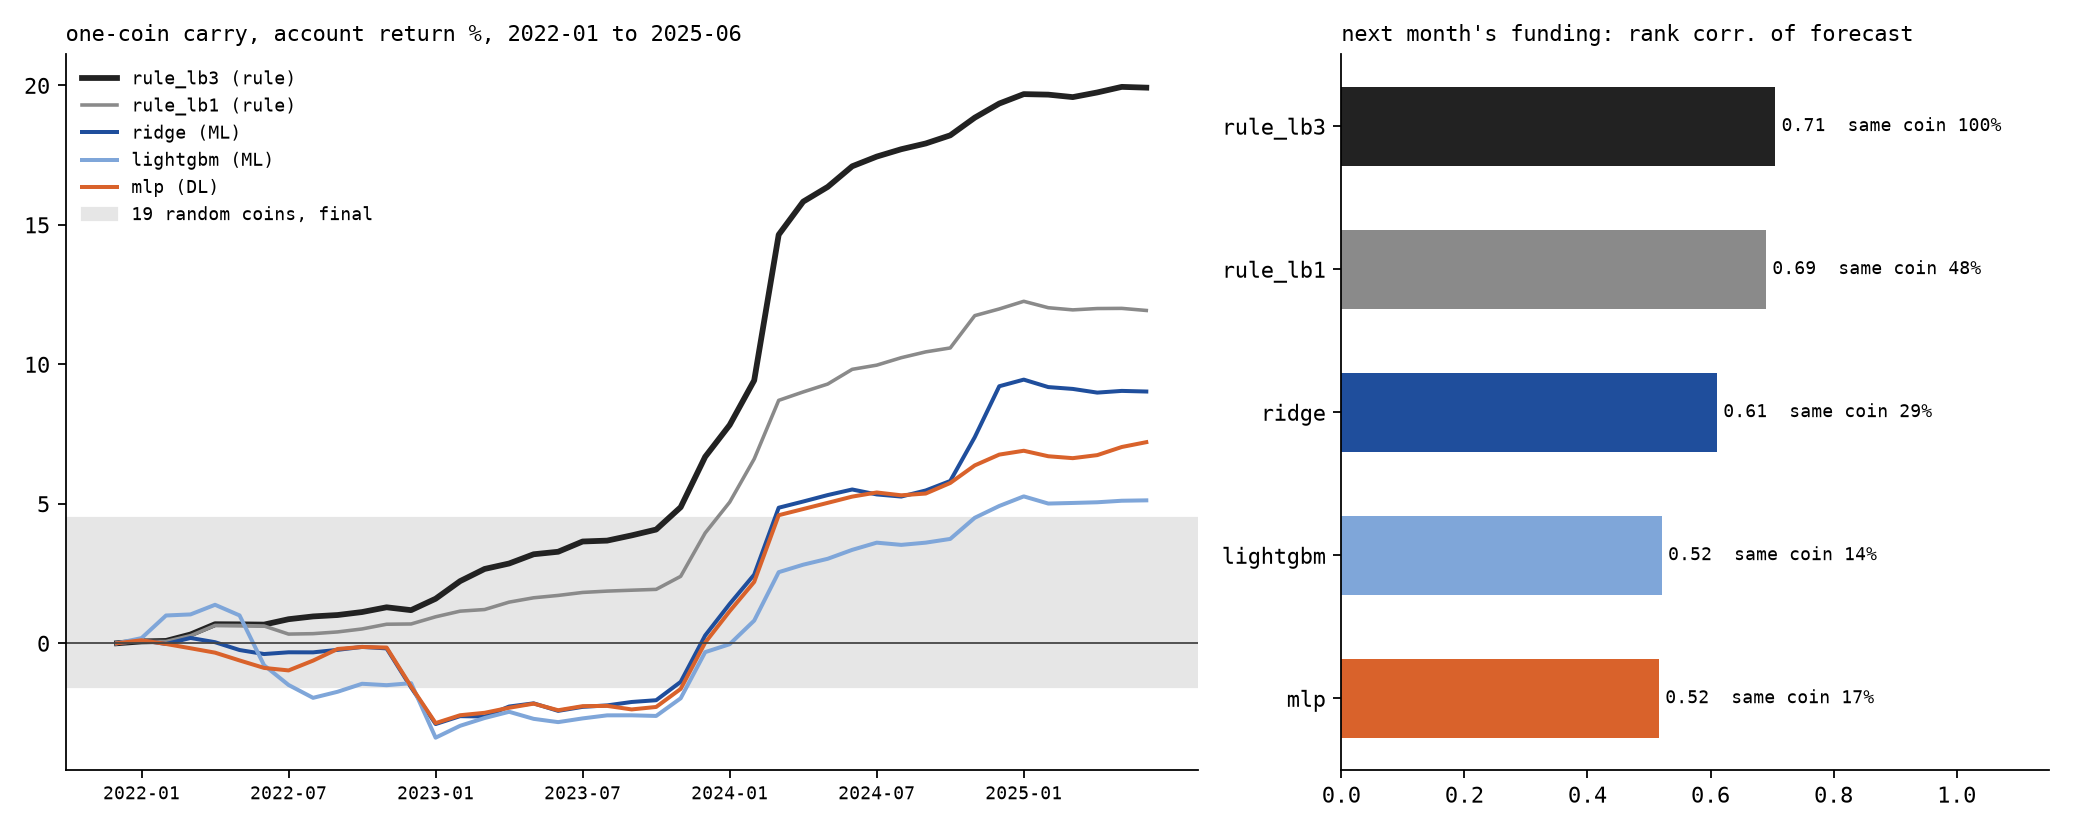 one-coin carry, account return %, 2022-01 to 2025-06
rule_lb3 (rule)
rule_lb1 (rule)
ridge (ML)
lightgbm (ML)
mlp (DL)
19 random coins, final
20
15
10
5
0
2022-01
2022-07
2023-01
2023-07
2024-01
2024-07
2025-01
next month's funding: rank corr. of forecast
rule_lb3
0.71  same coin 100%
rule_lb1
0.69  same coin 48%
ridge
0.61  same coin 29%
lightgbm
0.52  same coin 14%
mlp
0.52  same coin 17%
0.0
0.2
0.4
0.6
0.8
1.0